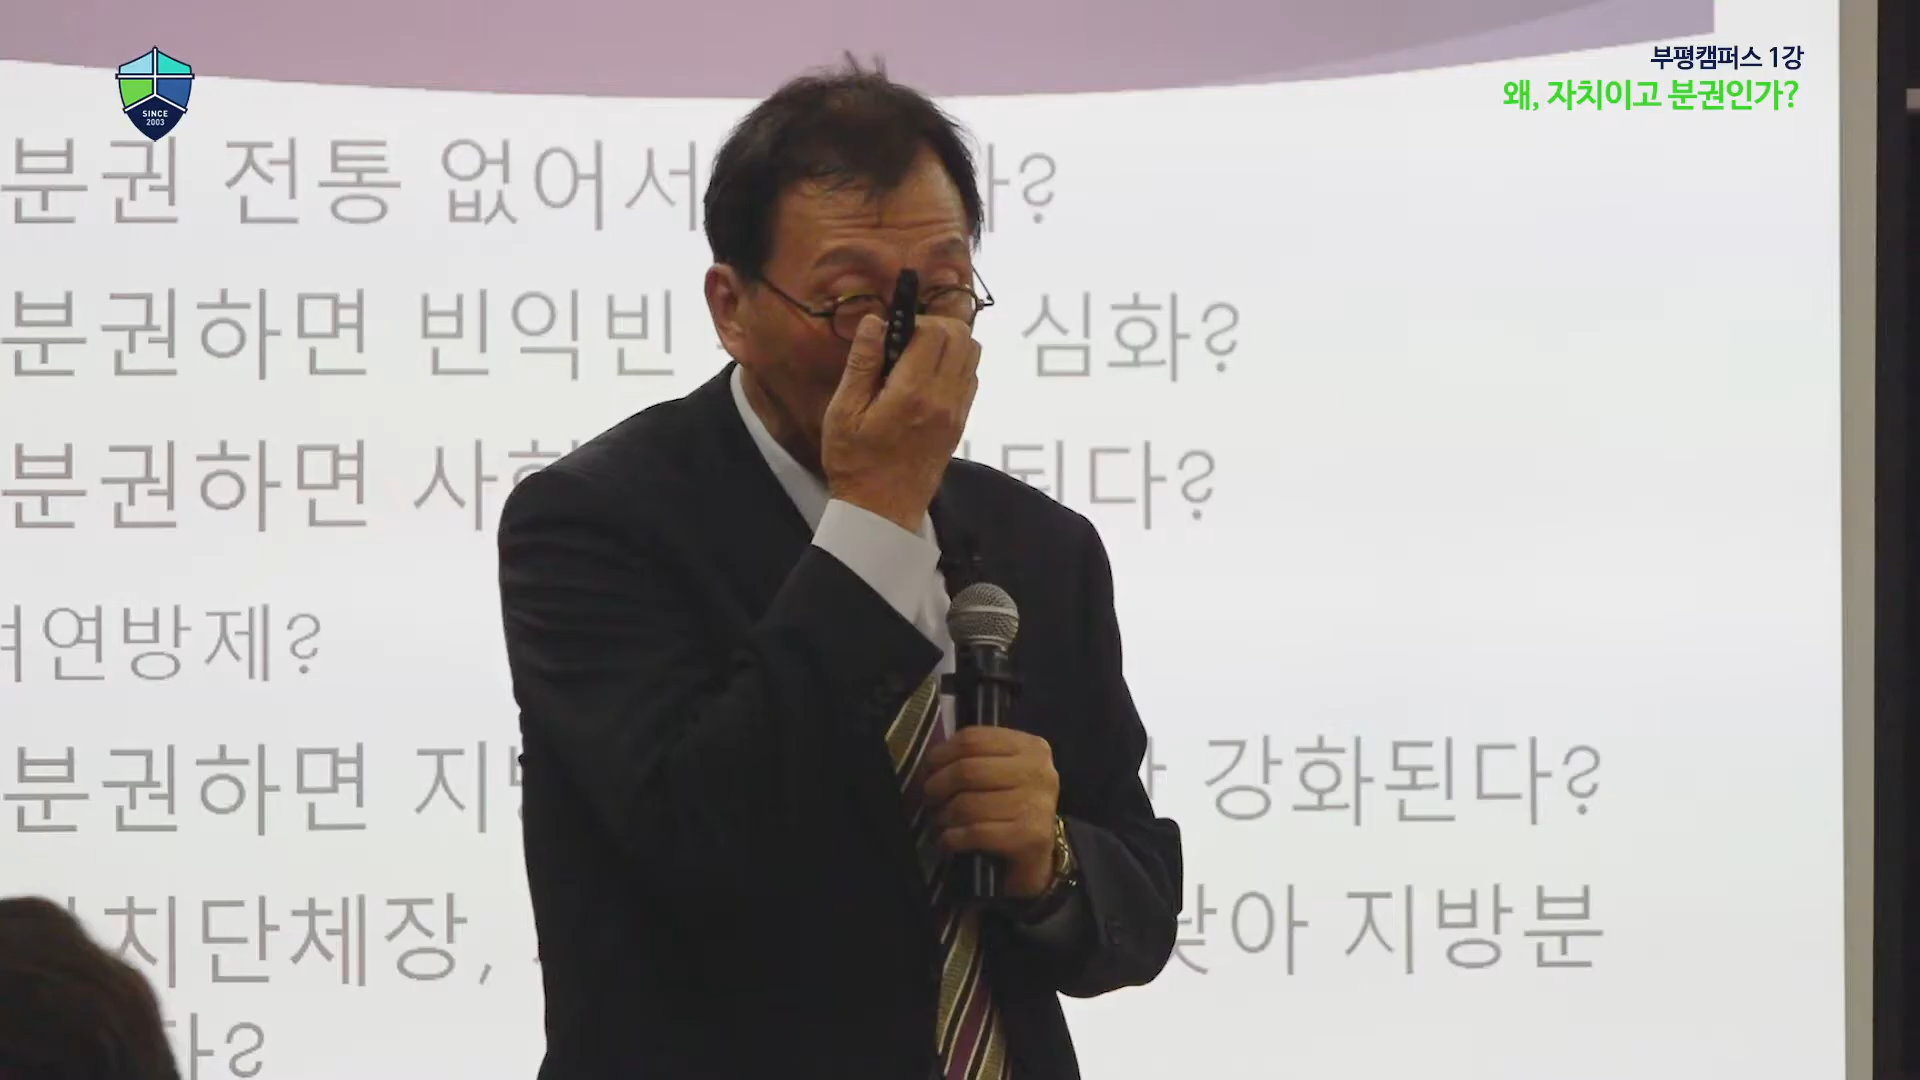 SINCE
2003
부평캠퍼스 1강
왜, 자치이고 분권인가?
분권 전통 없어서 ?
분권하면 빈익빈 심화?
분권하면 된다?
연방제?
분권하면 강화된다?
치단체장, 낮아 지방분
?